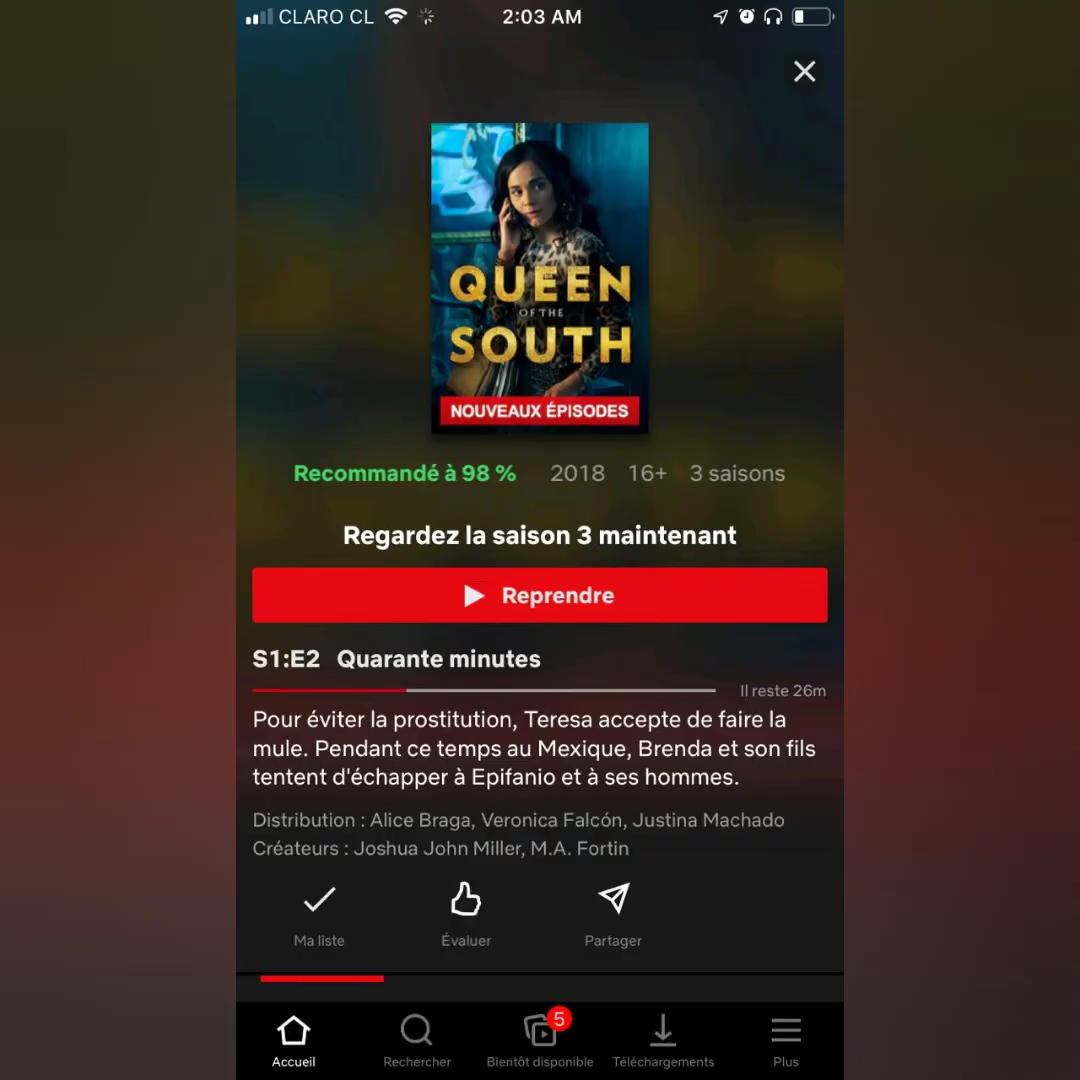 CLARO CL
2:03 AM
QUEEN
OF THE
SOUTH
NOUVEAUX ÉPISODES
Recommandé à 98 % 2018 16+ 3 saisons
Regardez la saison 3 maintenant
Reprendre
S1:E2 Quarante minutes
Il reste 26m
Pour éviter la prostitution, Teresa accepte de faire la
mule. Pendant ce temps au Mexique, Brenda et son fils
tentent d'échapper à Epifanio et à ses hommes.
Distribution : Alice Braga, Veronica Falcón, Justina Machado
Créateurs : Joshua John Miller, M.A. Fortin
Ma liste Évaluer Partager
5
Accueil Rechercher Bientôt disponible Téléchargements Plus